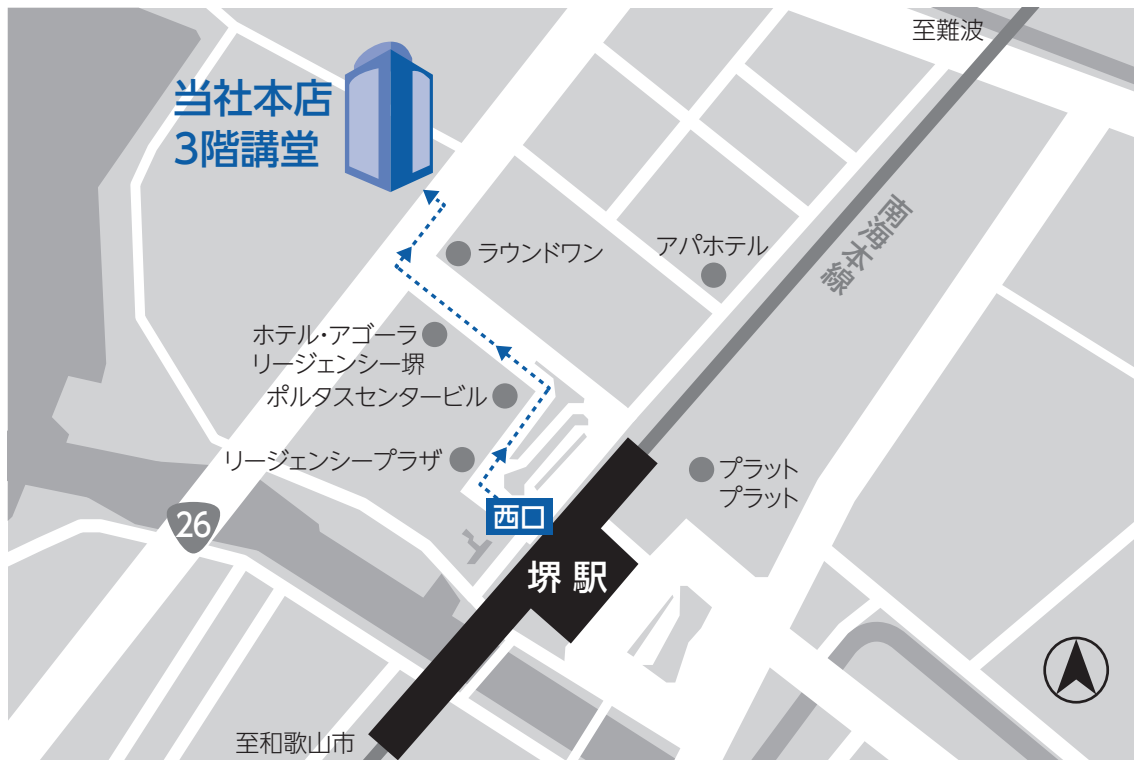 至難波
当社本店
3階講堂
南海本線
ラウンドワン
アパホテル
ホテル・アゴーラ
リージェンシー堺
ポルタスセンタービル
リージェンシープラザ
プラット
プラット
26
西口
堺駅
至和歌山市